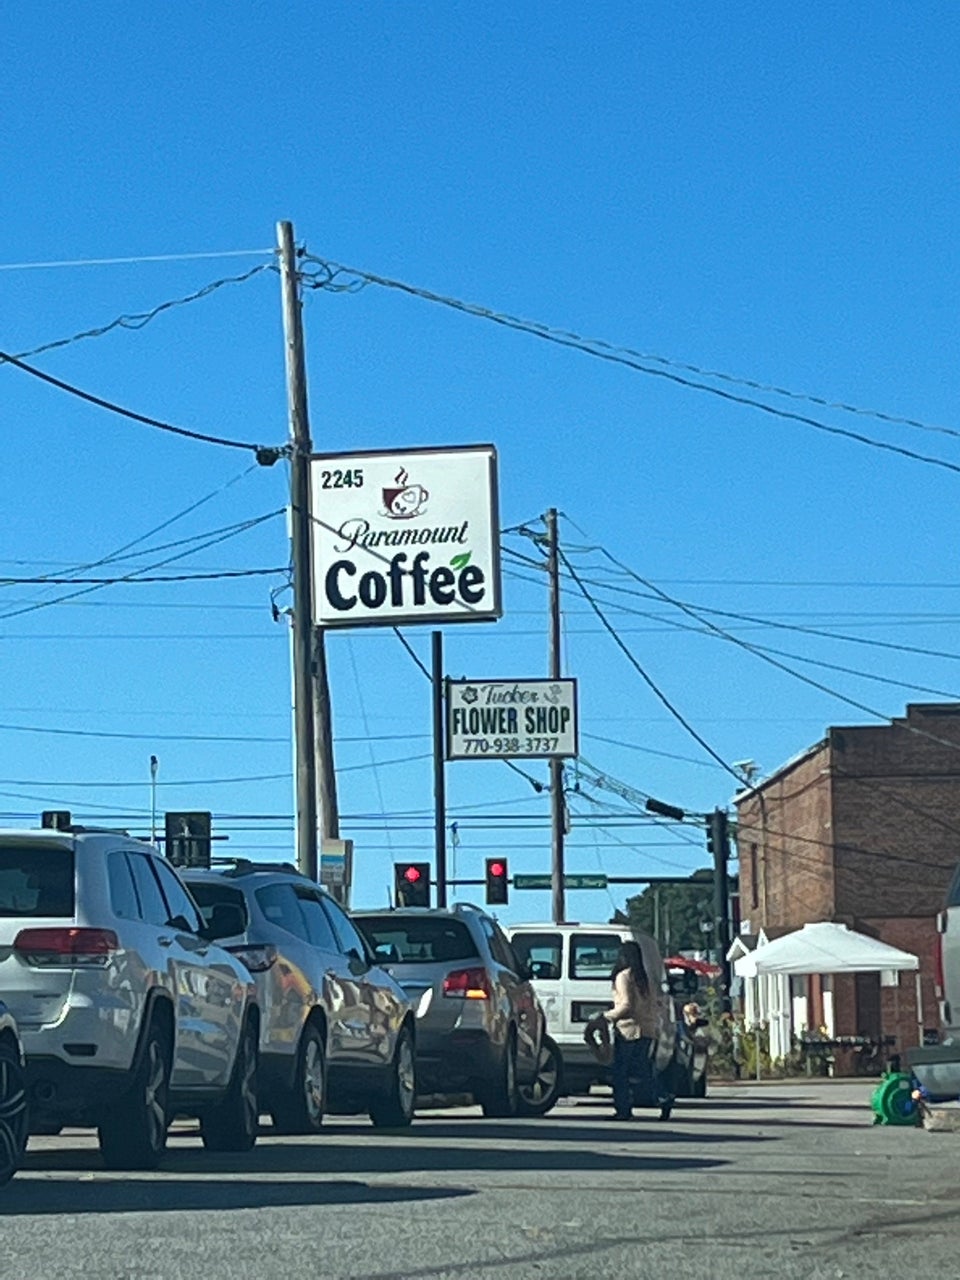 2245
Paramount
Coffee
Tucker
FLOWER SHOP
770-938-3737